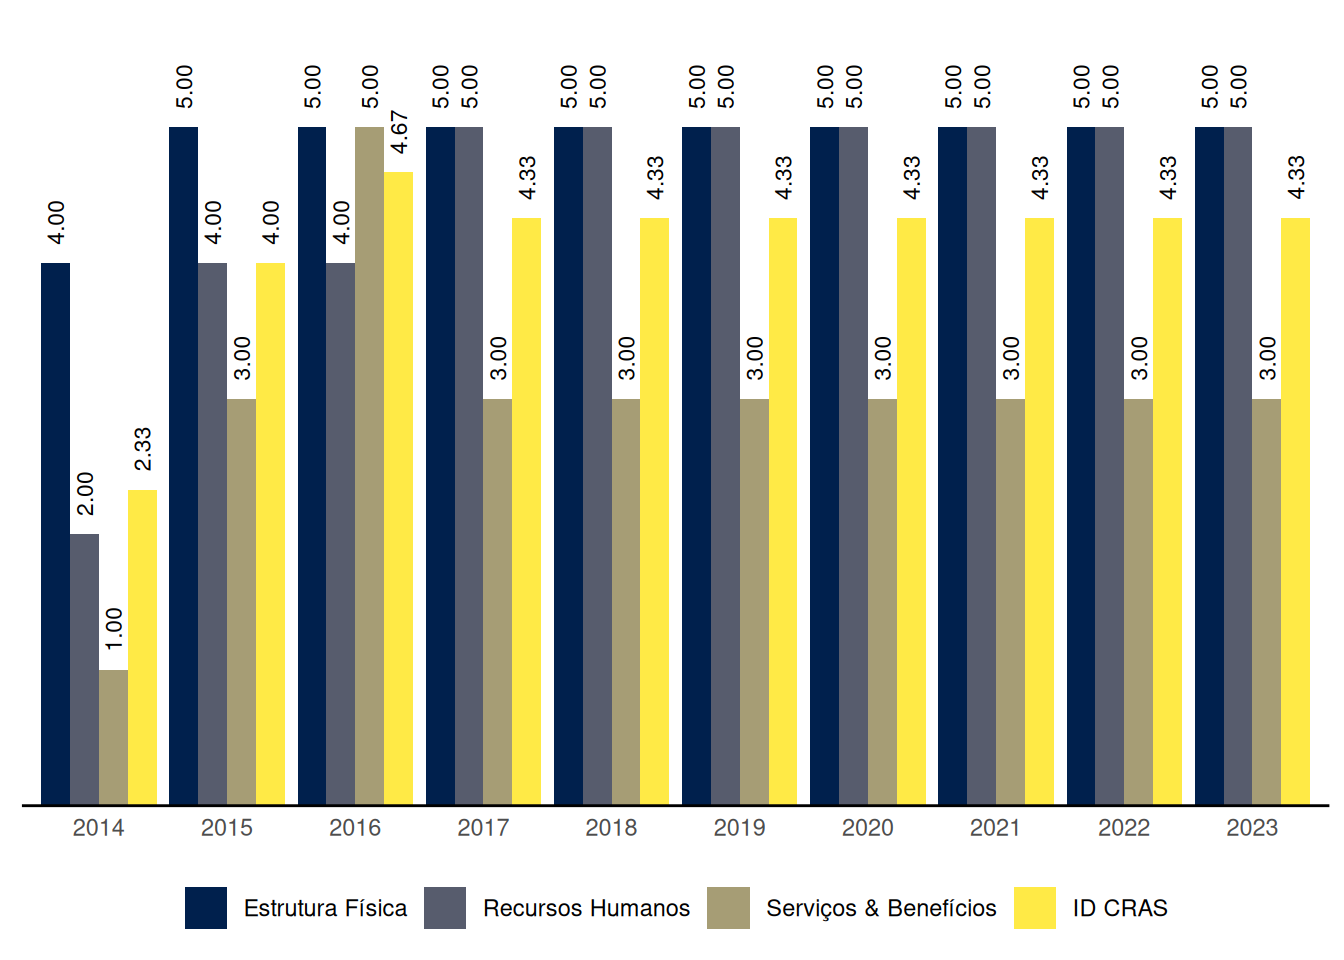 5.00 5.00 5.00 5.00 5.00 5.00 5.00 5.00 5.00 5.00 5.00 5.00 5.00 5.00 5.00 5.00 5.00
4.67
4.33 4.33 4.33 4.33 4.33 4.33 4.33
4.00 4.00 4.00 4.00
3.00 3.00 3.00 3.00 3.00 3.00 3.00 3.00
2.33
2.00
1.00
2014 2015 2016 2017 2018 2019 2020 2021 2022 2023
Estrutura Física Recursos Humanos Serviços & Benefícios ID CRAS